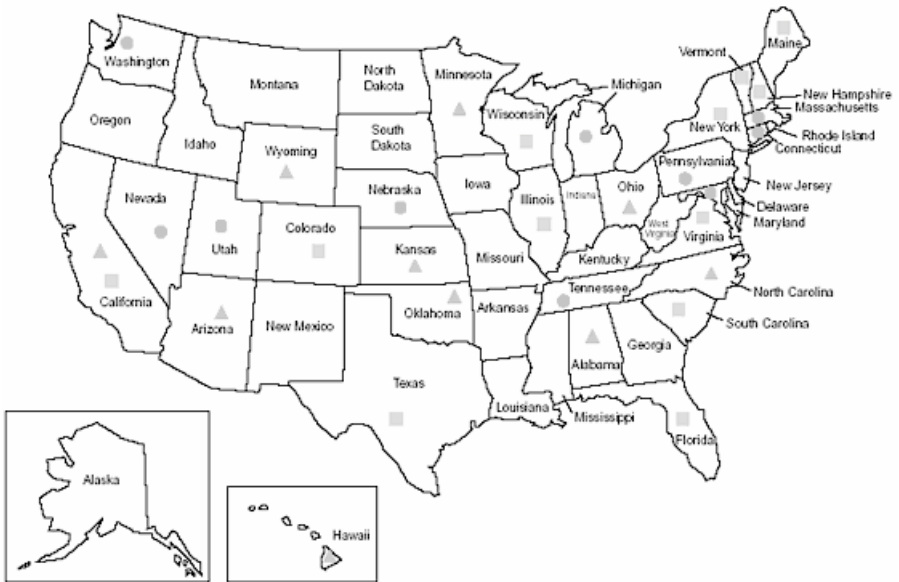 Washington
Montana
North
Dakota
Minnesota
Michigan
Vermont
Maine
New Hampshire
Massachusetts
Rhode Island
Connecticut
New York
Wisconsin
Oregon
Idaho
Wyoming
South
Dakota
Iowa
Nebraska
Illinois
Indiana
Ohio
Pennsylvania
New Jersey
Delaware
Maryland
West
Virginia
Virginia
Nevada
Utah
Colorado
Kansas
Missouri
Kentucky
California
Arizona
New Mexico
Oklahoma
Arkansas
Tennessee
North Carolina
South Carolina
Texas
Louisiana
Mississippi
Alabama
Georgia
Florida
Alaska
Hawaii